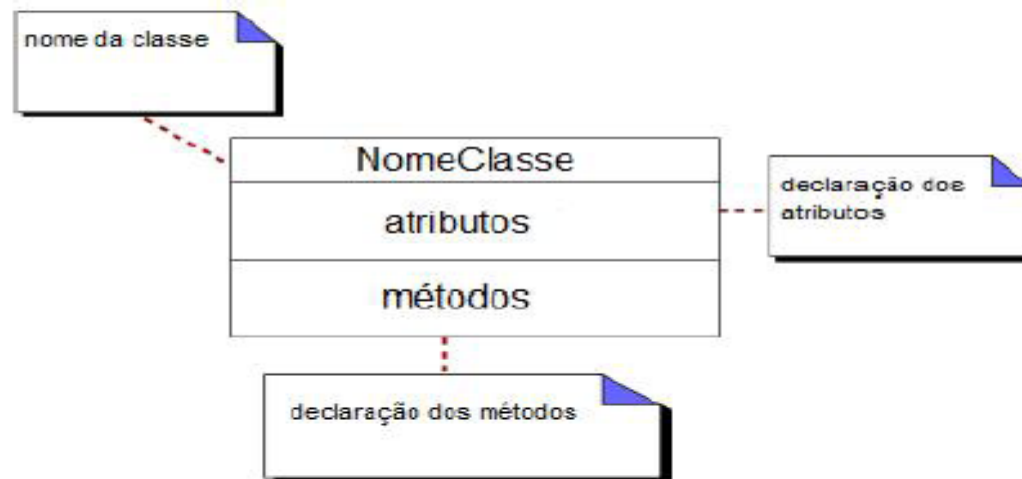 nome da classe
NomeClasse
declaração dos
atributos
atributos
métodos
declaração dos métodos